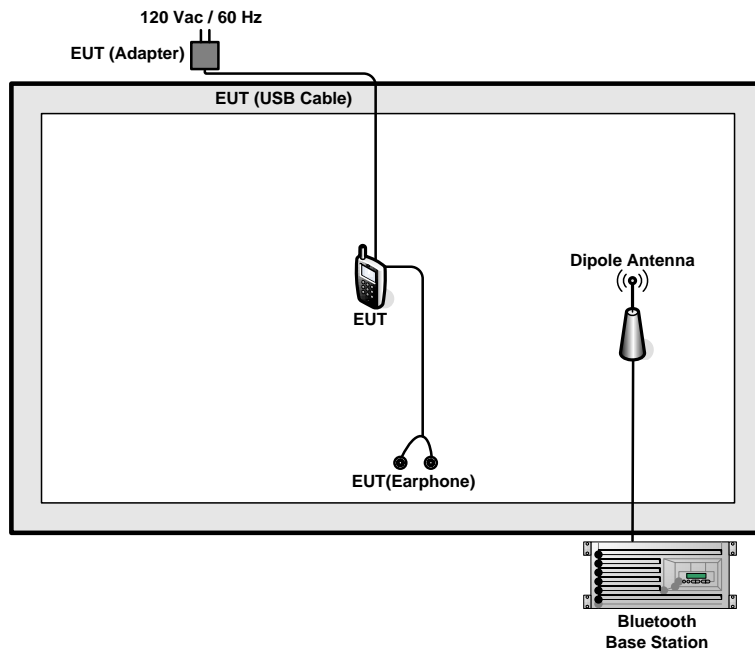 120 Vac / 60 Hz
EUT (Adapter)
EUT (USB Cable)
Dipole Antenna
EUT
EUT(Earphone)
Bluetooth
Base Station